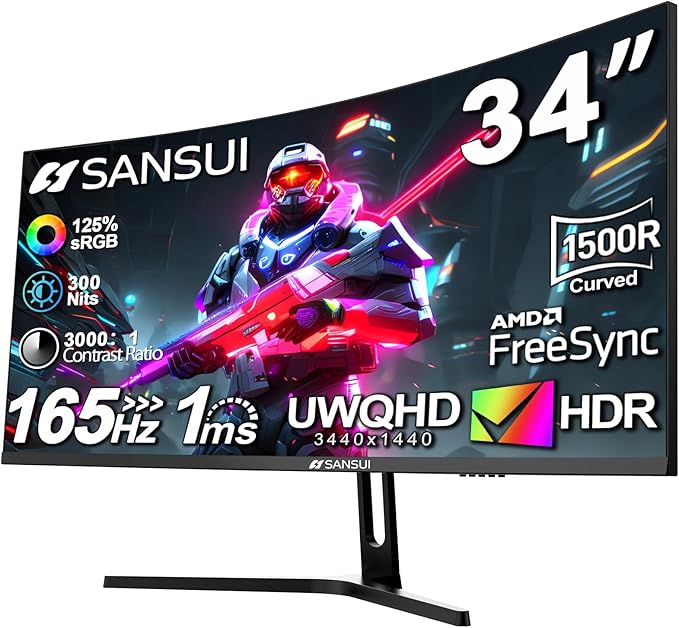 SANSUI
34”
125%
sRGB
300
Nits
3000：1
Contrast Ratio
1500R
Curved
AMD
FreeSync
165Hz
1ms
UWQHD
3440x1440
HDR
SANSUI